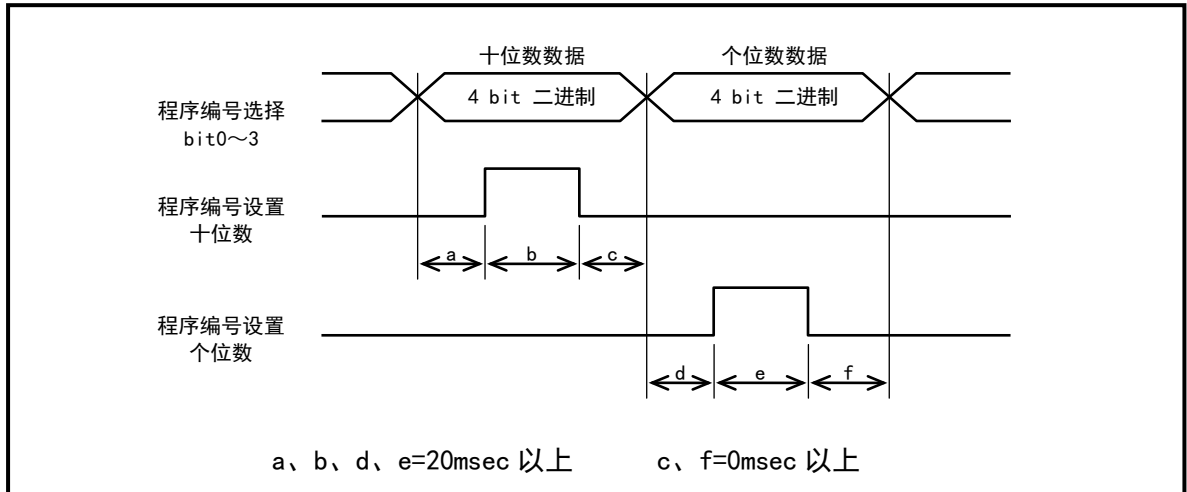 十位数数据 个位数数据
4 bit 二进制 4 bit 二进制
程序编号选择
bit0～3
程序编号设置
十位数
a b c
程序编号设置
个位数
d e f
a、b、d、e=20msec 以上 c、f=0msec 以上